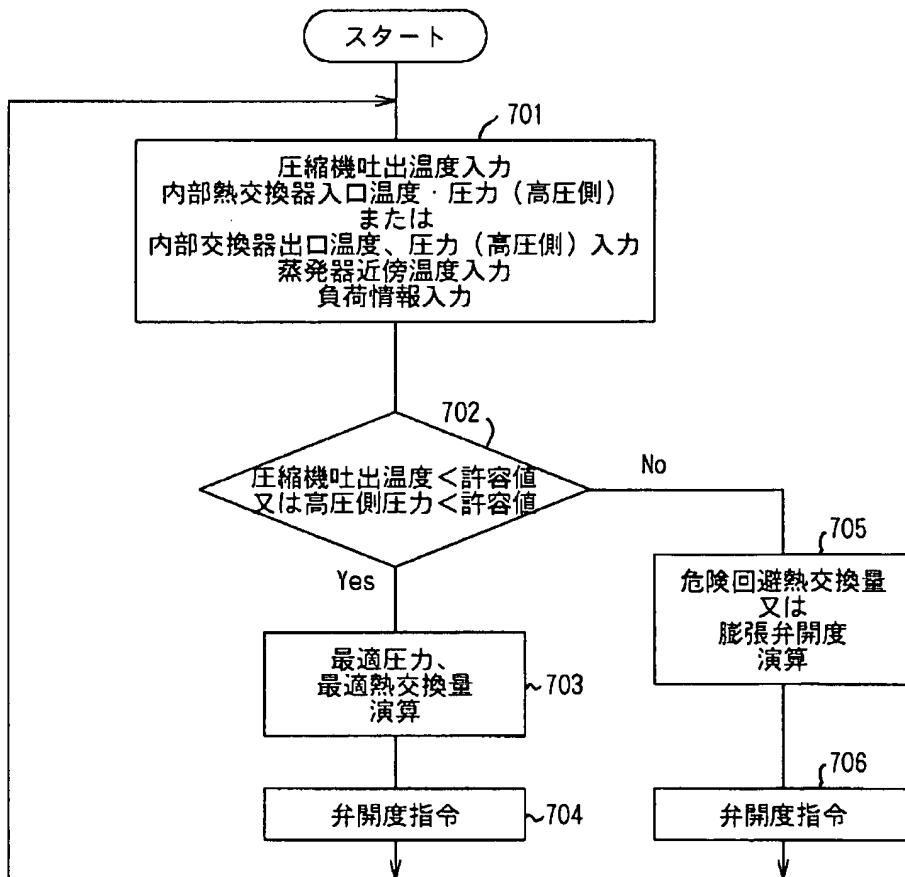 スタート
701
圧縮機吐出温度入力
内部熱交換器入口温度・圧力（高圧側）
または
内部交換器出口温度、圧力（高圧側）入力
蒸発器近傍温度入力
負荷情報入力
702
圧縮機吐出温度＜許容値
又は高圧側圧力＜許容値
No
Yes
705
危険回避熱交換量
又は
膨張弁開度
演算
最適圧力、
最適熱交換量
演算
703
706
弁開度指令
704
弁開度指令